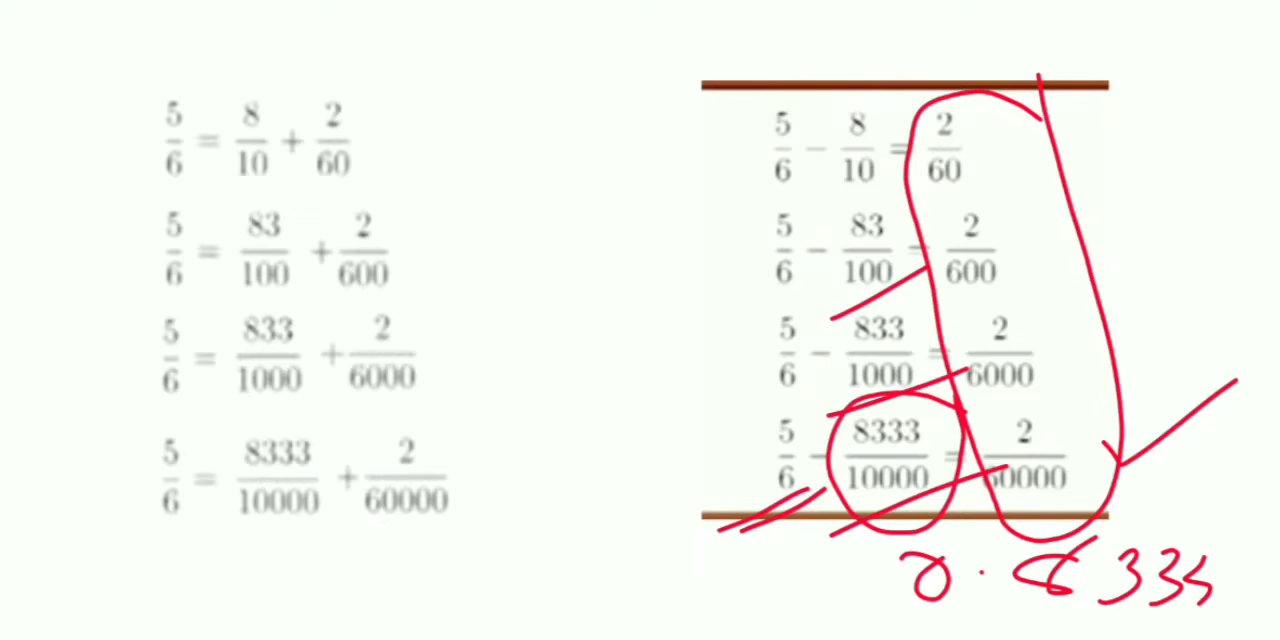 5/6 = 8/10 + 2/60
5/6 = 83/100 + 2/600
5/6 = 833/1000 + 2/6000
5/6 = 8333/10000 + 2/60000
5/6 − 8/10 = 2/60
5/6 − 83/100 = 2/600
5/6 − 833/1000 = 2/6000
5/6 − 8333/10000 = 2/60000